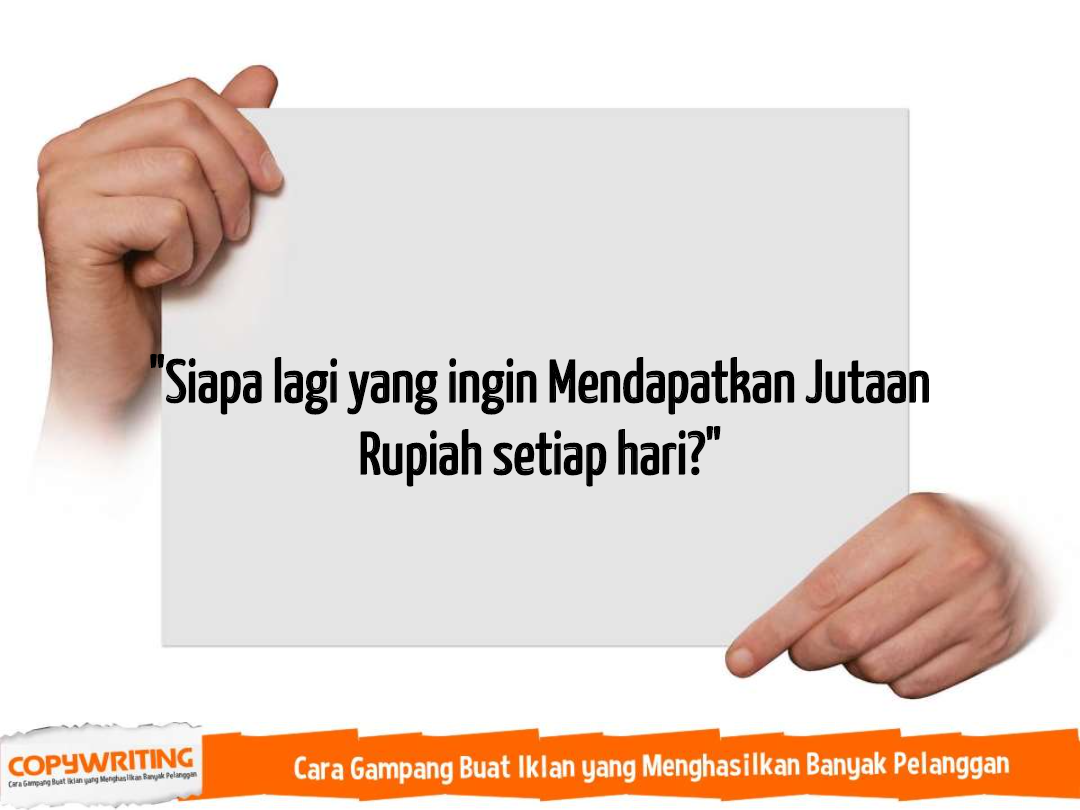 "Siapa lagi yang ingin Mendapatkan Jutaan
Rupiah setiap hari?"
COPYWRITING
Cara Gampang Buat Iklan yang Menghasilkan Banyak Pelanggan
Cara Gampang Buat Iklan yang Menghasilkan Banyak Pelanggan